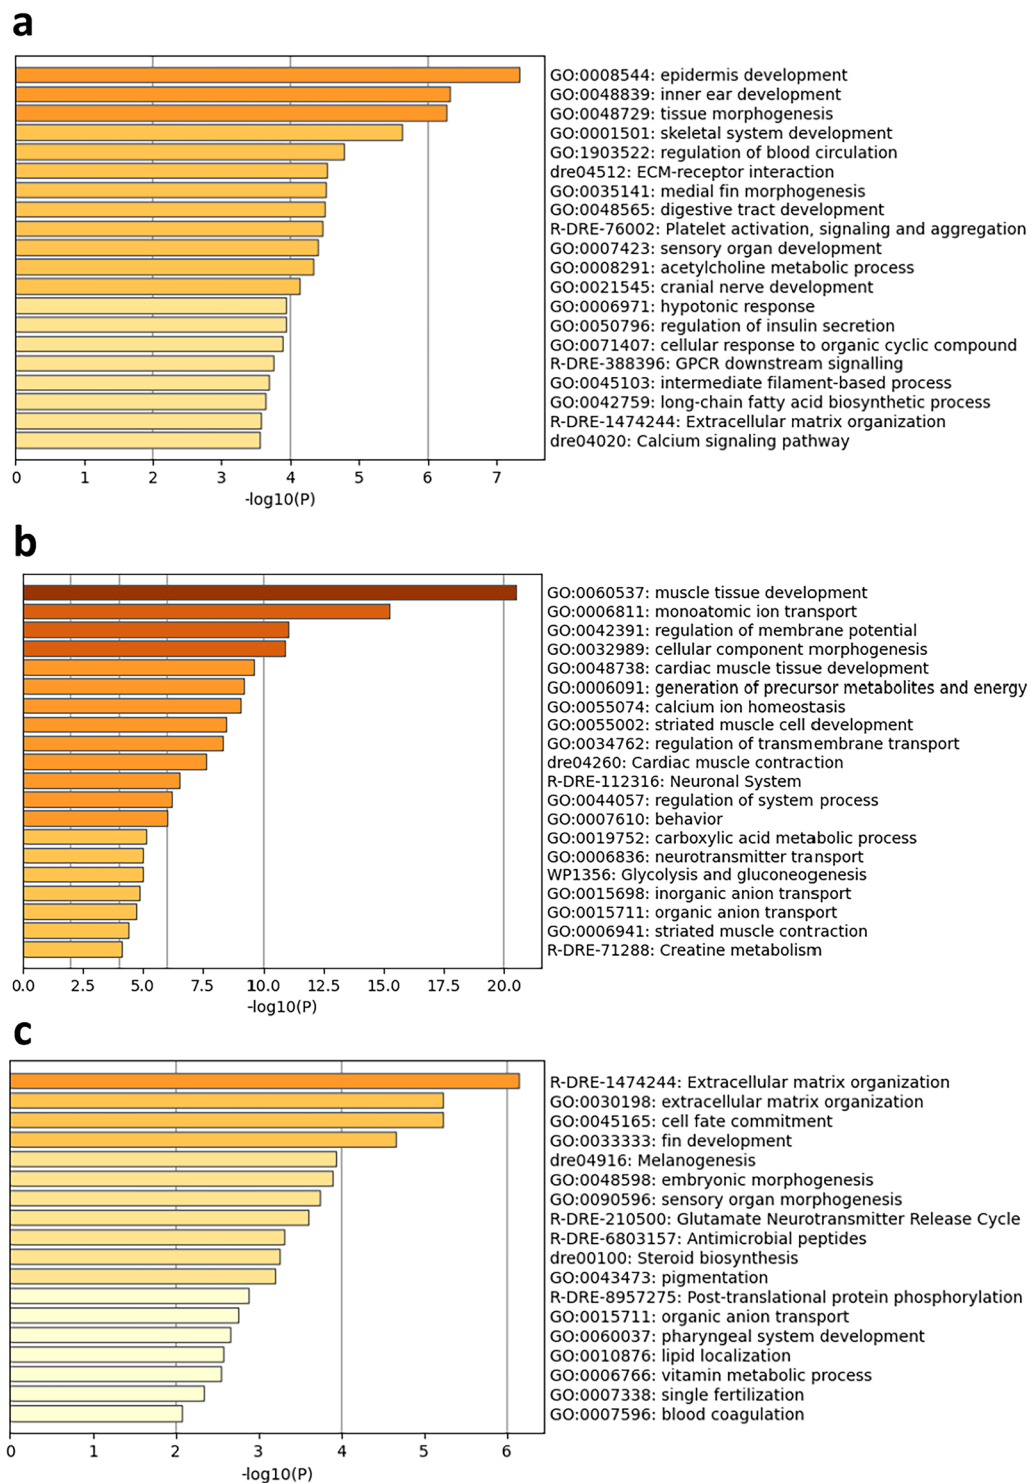 a
GO:0008544: epidermis development
GO:0048839: inner ear development
GO:0048729: tissue morphogenesis
GO:0001501: skeletal system development
GO:1903522: regulation of blood circulation
dre04512: ECM-receptor interaction
GO:0035141: medial fin morphogenesis
GO:0048565: digestive tract development
R-DRE-76002: Platelet activation, signaling and aggregation
GO:0007423: sensory organ development
GO:0008291: acetylcholine metabolic process
GO:0021545: cranial nerve development
GO:0006971: hypotonic response
GO:0050796: regulation of insulin secretion
GO:0071407: cellular response to organic cyclic compound
R-DRE-388396: GPCR downstream signalling
GO:0045103: intermediate filament-based process
GO:0042759: long-chain fatty acid biosynthetic process
R-DRE-1474244: Extracellular matrix organization
dre04020: Calcium signaling pathway
0 1 2 3 4 5 6 7
-log10(P)
b
GO:0060537: muscle tissue development
GO:0006811: monoatomic ion transport
GO:0042391: regulation of membrane potential
GO:0032989: cellular component morphogenesis
GO:0048738: cardiac muscle tissue development
GO:0006091: generation of precursor metabolites and energy
GO:0055074: calcium ion homeostasis
GO:0055002: striated muscle cell development
GO:0034762: regulation of transmembrane transport
dre04260: Cardiac muscle contraction
R-DRE-112316: Neuronal System
GO:0044057: regulation of system process
GO:0007610: behavior
GO:0019752: carboxylic acid metabolic process
GO:0006836: neurotransmitter transport
WP1356: Glycolysis and gluconeogenesis
GO:0015698: inorganic anion transport
GO:0015711: organic anion transport
GO:0006941: striated muscle contraction
R-DRE-71288: Creatine metabolism
0.0 2.5 5.0 7.5 10.0 12.5 15.0 17.5 20.0
-log10(P)
c
R-DRE-1474244: Extracellular matrix organization
GO:0030198: extracellular matrix organization
GO:0045165: cell fate commitment
GO:0033333: fin development
dre04916: Melanogenesis
GO:0048598: embryonic morphogenesis
GO:0090596: sensory organ morphogenesis
R-DRE-210500: Glutamate Neurotransmitter Release Cycle
R-DRE-6803157: Antimicrobial peptides
dre00100: Steroid biosynthesis
GO:0043473: pigmentation
R-DRE-8957275: Post-translational protein phosphorylation
GO:0015711: organic anion transport
GO:0060037: pharyngeal system development
GO:0010876: lipid localization
GO:0006766: vitamin metabolic process
GO:0007338: single fertilization
GO:0007596: blood coagulation
0 1 2 3 4 5 6
-log10(P)